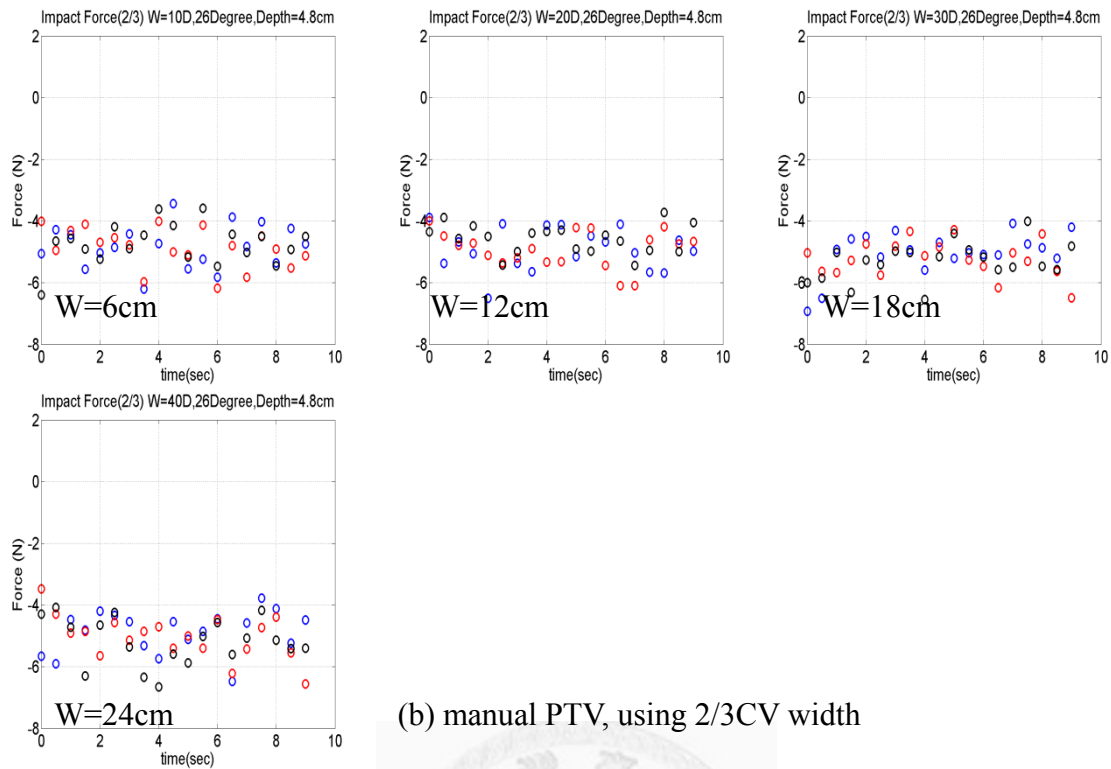 Impact Force(2/3) W=10D,26Degree,Depth=4.8cm
Impact Force(2/3) W=20D,26Degree,Depth=4.8cm
Impact Force(2/3) W=30D,26Degree,Depth=4.8cm
2
0
-2
-4
-6
-8
Force (N)
W=6cm
0 2 4 6 8 10
time(sec)
2
0
-2
-4
-6
-8
Force (N)
W=12cm
0 2 4 6 8 10
time(sec)
2
0
-2
-4
-6
-8
Force (N)
W=18cm
0 2 4 6 8 10
time(sec)
Impact Force(2/3) W=40D,26Degree,Depth=4.8cm
2
0
-2
-4
-6
-8
Force (N)
W=24cm
0 2 4 6 8 10
time(sec)
(b) manual PTV, using 2/3CV width